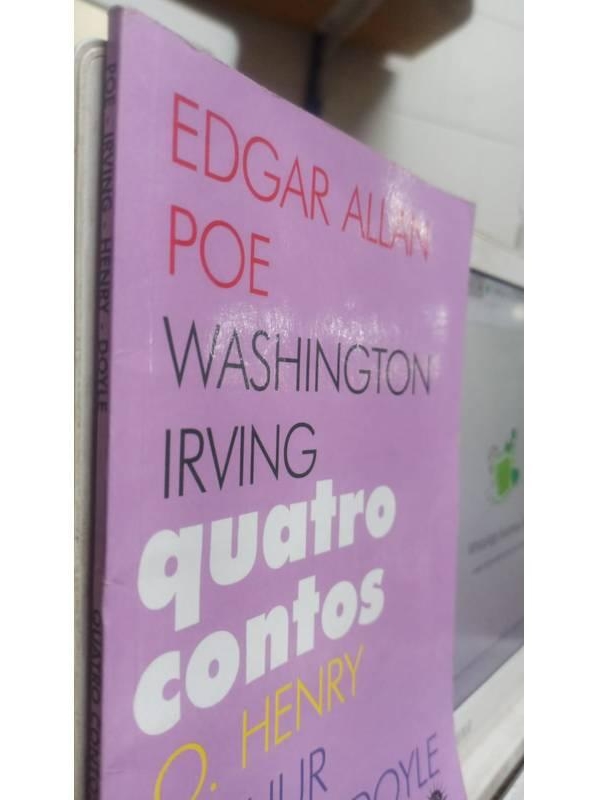 POE · IRVING · HENRY · DOYLE
QUATRO CONTOS
EDGAR ALLAN
POE
WASHINGTON
IRVING
quatro
contos
O. HENRY
DOYLE